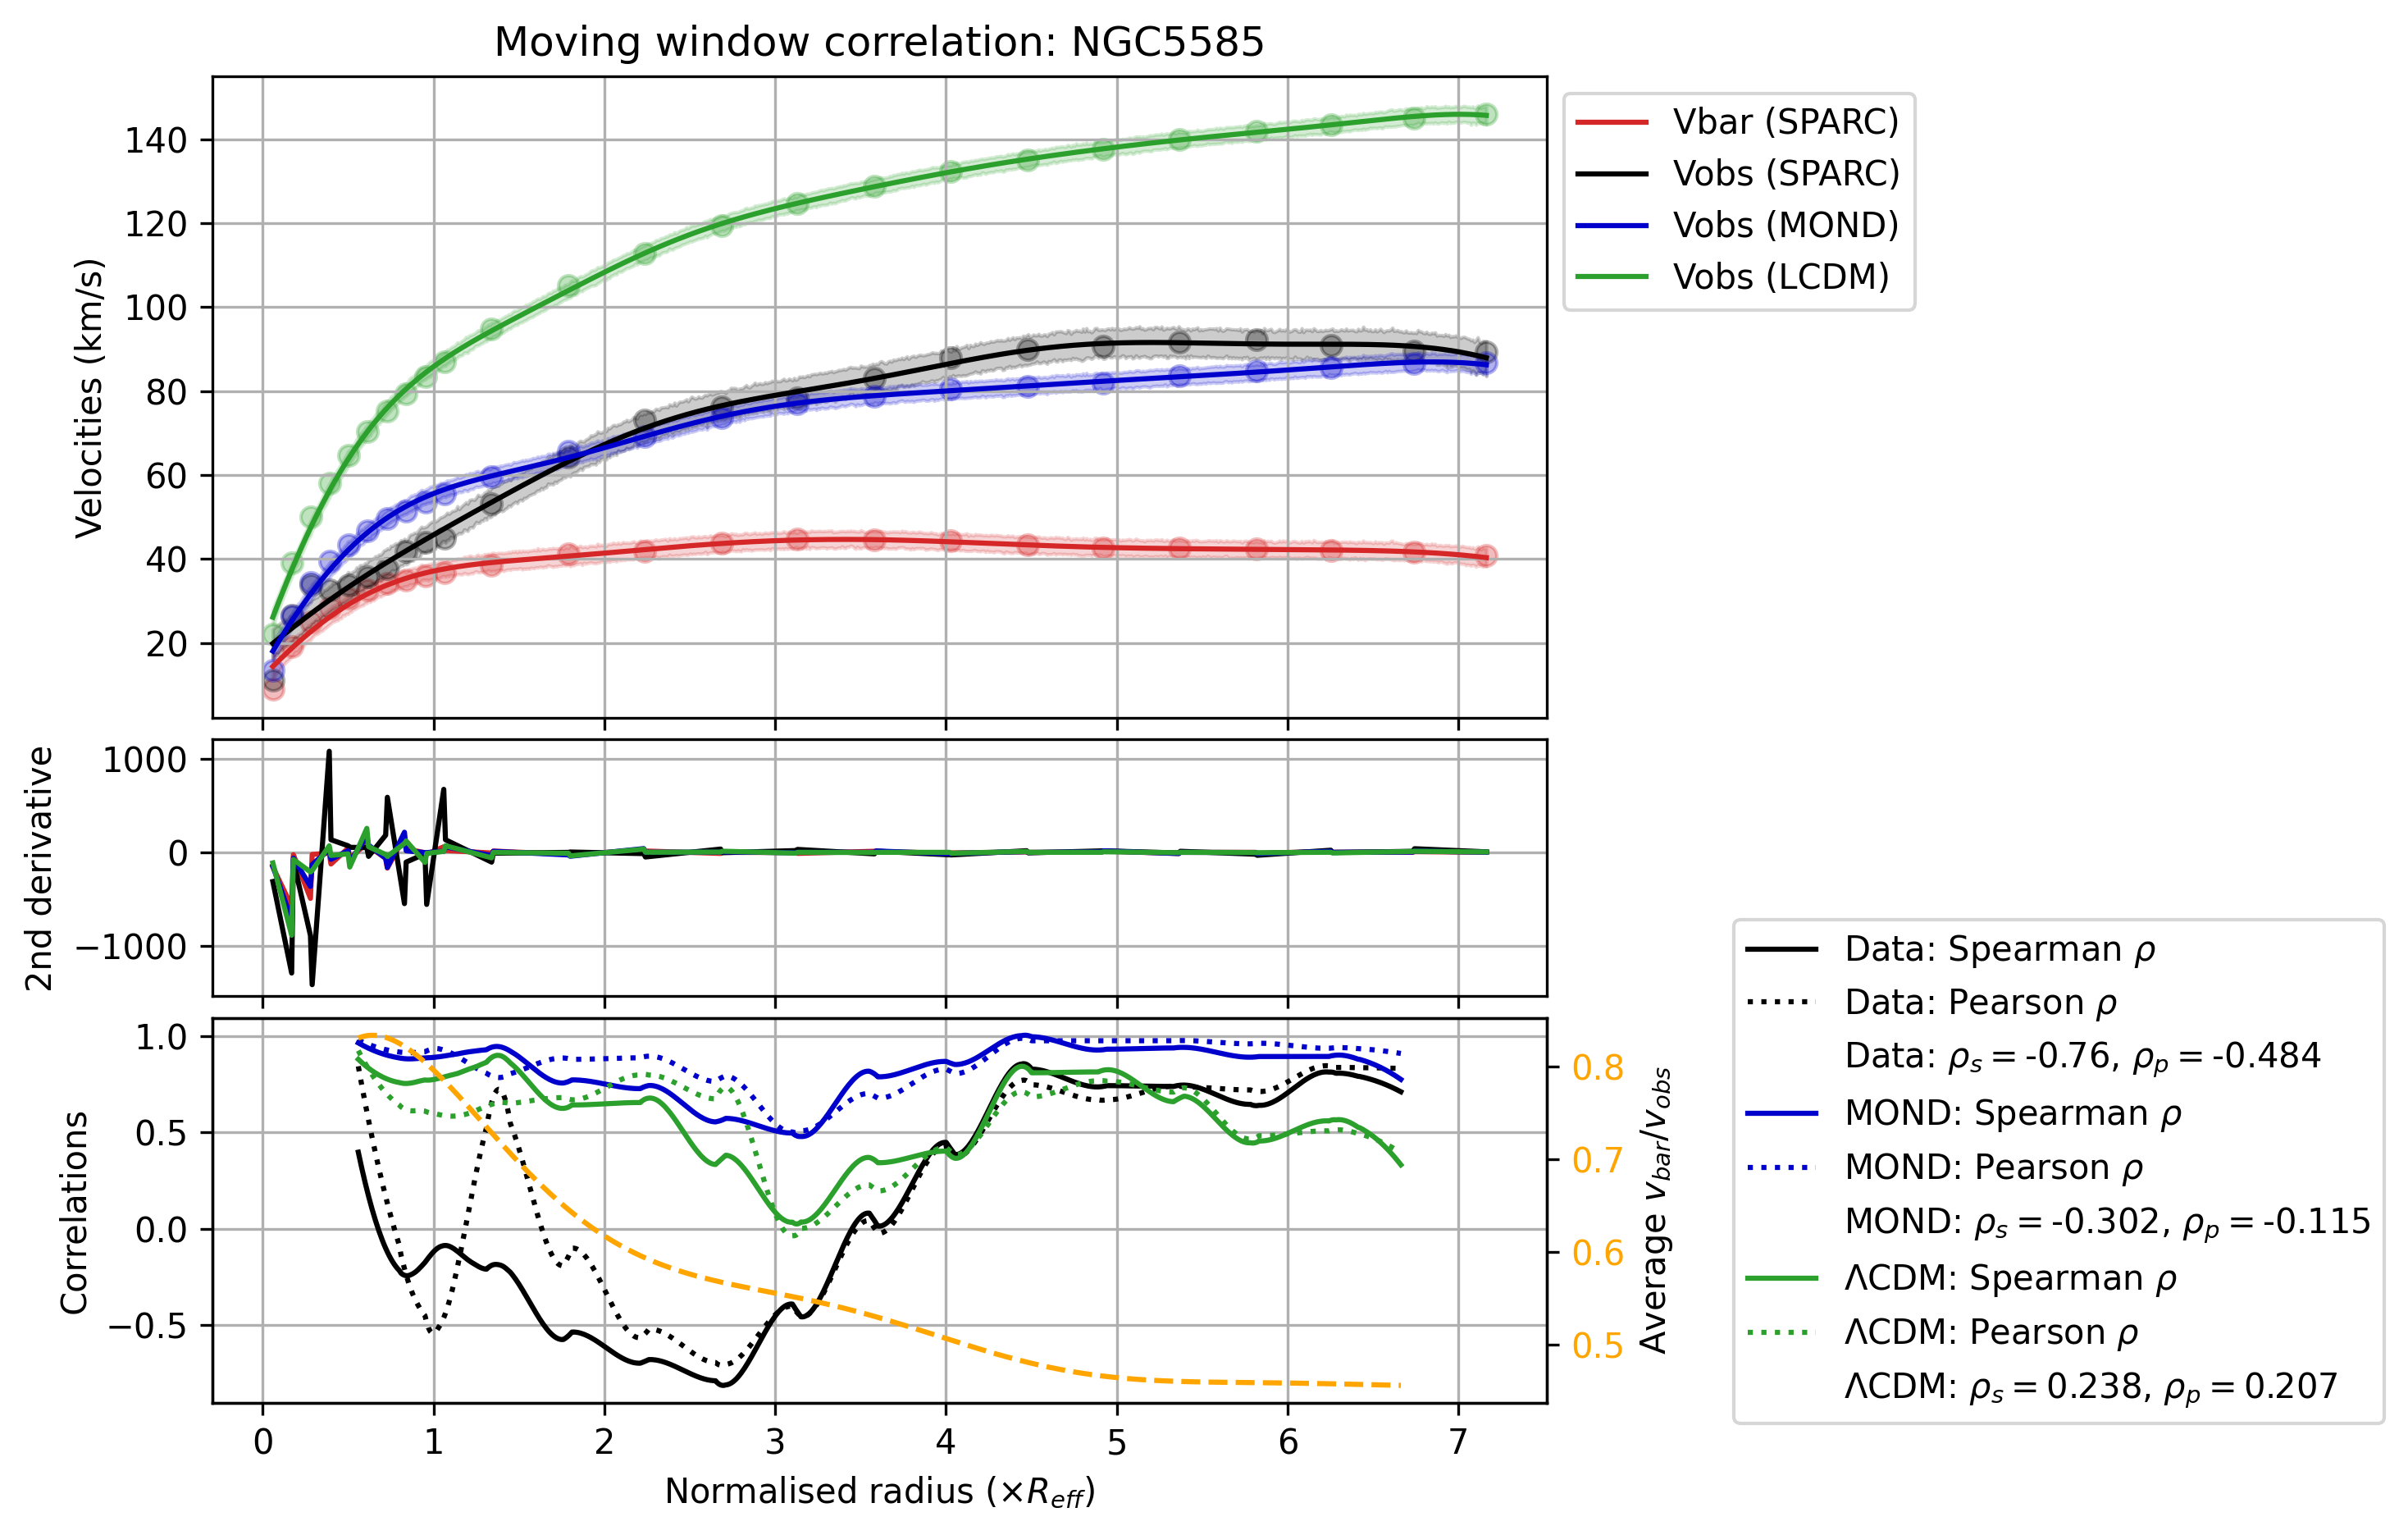 Moving window correlation: NGC5585
Velocities (km/s)
140
120
100
80
60
40
20
Vbar (SPARC)
Vobs (SPARC)
Vobs (MOND)
Vobs (LCDM)
2nd derivative
1000
0
−1000
Correlations
1.0
0.5
0.0
−0.5
0.8
0.7
0.6
0.5
Average v_bar/v_obs
0 1 2 3 4 5 6 7
Normalised radius (×R_eff)
Data: Spearman ρ
Data: Pearson ρ
Data: ρ_s = -0.76, ρ_p = -0.484
MOND: Spearman ρ
MOND: Pearson ρ
MOND: ρ_s = -0.302, ρ_p = -0.115
ΛCDM: Spearman ρ
ΛCDM: Pearson ρ
ΛCDM: ρ_s = 0.238, ρ_p = 0.207